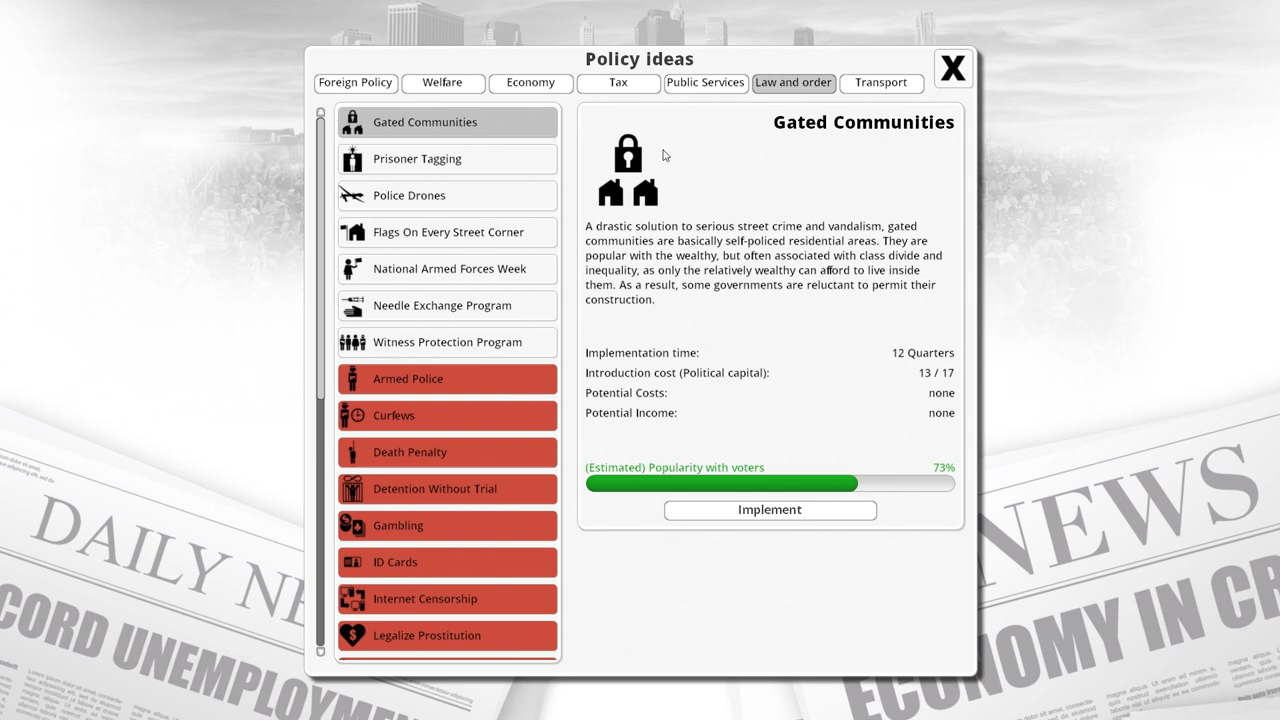 Policy ideas
X
Foreign Policy
Welfare
Economy
Tax
Public Services
Law and order
Transport
Gated Communities
Prisoner Tagging
Police Drones
Flags On Every Street Corner
National Armed Forces Week
Needle Exchange Program
Witness Protection Program
Armed Police
Curfews
Death Penalty
Detention Without Trial
Gambling
ID Cards
Internet Censorship
Legalize Prostitution
Gated Communities
A drastic solution to serious street crime and vandalism, gated
communities are basically self-policed residential areas. They are
popular with the wealthy, but often associated with class divide and
inequality, as only the relatively wealthy can afford to live inside
them. As a result, some governments are reluctant to permit their
construction.
Implementation time: 12 Quarters
Introduction cost (Political capital): 13 / 17
Potential Costs: none
Potential Income: none
(Estimated) Popularity with voters 73%
Implement
DAILY NE
CORD UNEMPLOYM
NEWS
ECONOMY IN CR